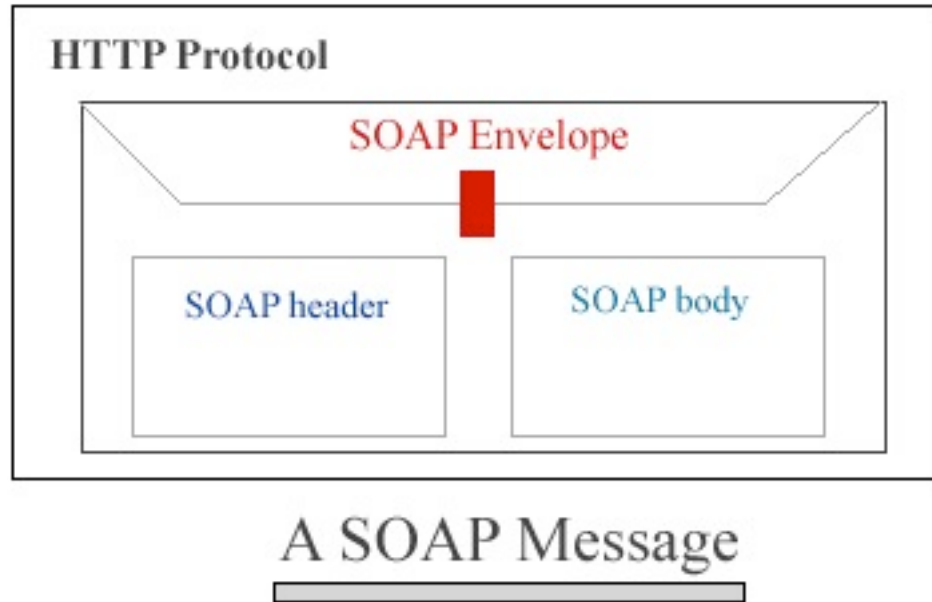 HTTP Protocol
SOAP Envelope
SOAP header
SOAP body
A SOAP Message